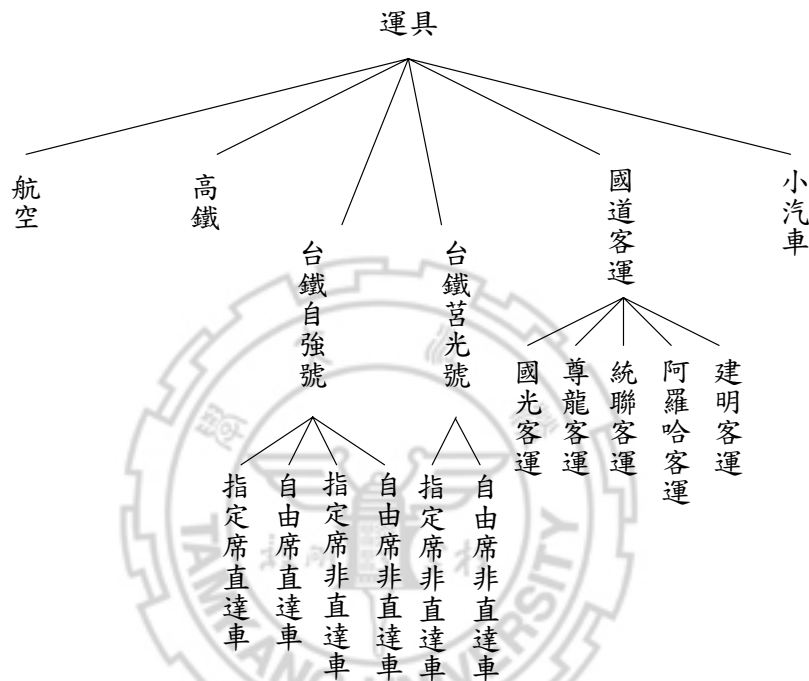 運具
航空
高鐵
台鐵自強號
台鐵莒光號
國道客運
小汽車
指定席直達車
自由席直達車
指定席非直達車
自由席非直達車
指定席非直達車
自由席非直達車
國光客運
尊龍客運
統聯客運
阿羅哈客運
建明客運
TAMKANG UNIVERSITY